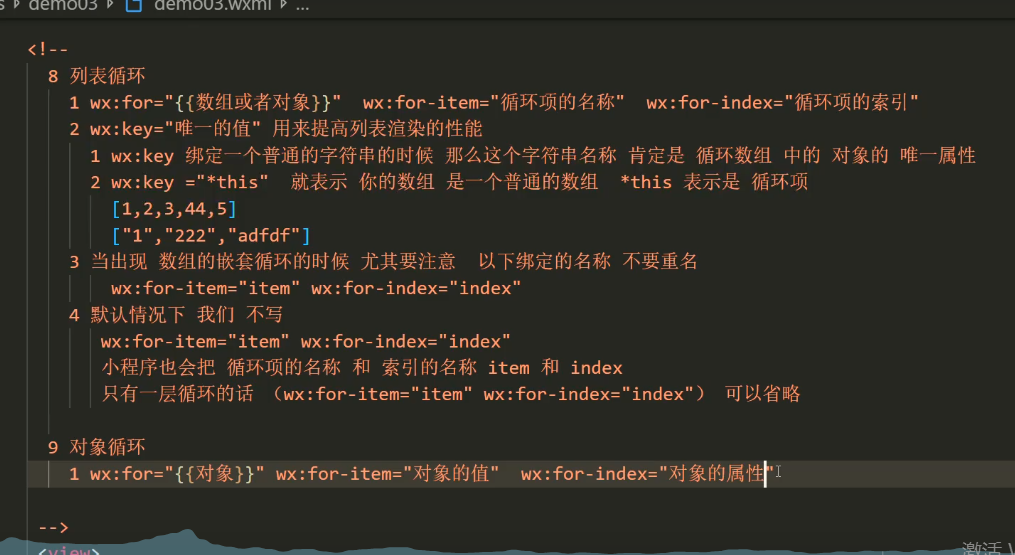 demo03 demo03.wxml ...
<!--
8 列表循环
1 wx:for="{{数组或者对象}}" wx:for-item="循环项的名称" wx:for-index="循环项的索引"
2 wx:key="唯一的值" 用来提高列表渲染的性能
1 wx:key 绑定一个普通的字符串的时候 那么这个字符串名称 肯定是 循环数组 中的 对象的 唯一属性
2 wx:key ="*this" 就表示 你的数组 是一个普通的数组 *this 表示是 循环项
[1,2,3,44,5]
["1","222","adfdf"]
3 当出现 数组的嵌套循环的时候 尤其要注意 以下绑定的名称 不要重名
wx:for-item="item" wx:for-index="index"
4 默认情况下 我们 不写
wx:for-item="item" wx:for-index="index"
小程序也会把 循环项的名称 和 索引的名称 item 和 index
只有一层循环的话 （wx:for-item="item" wx:for-index="index"） 可以省略
9 对象循环
1 wx:for="{{对象}}" wx:for-item="对象的值" wx:for-index="对象的属性"
-->
<view>
激活